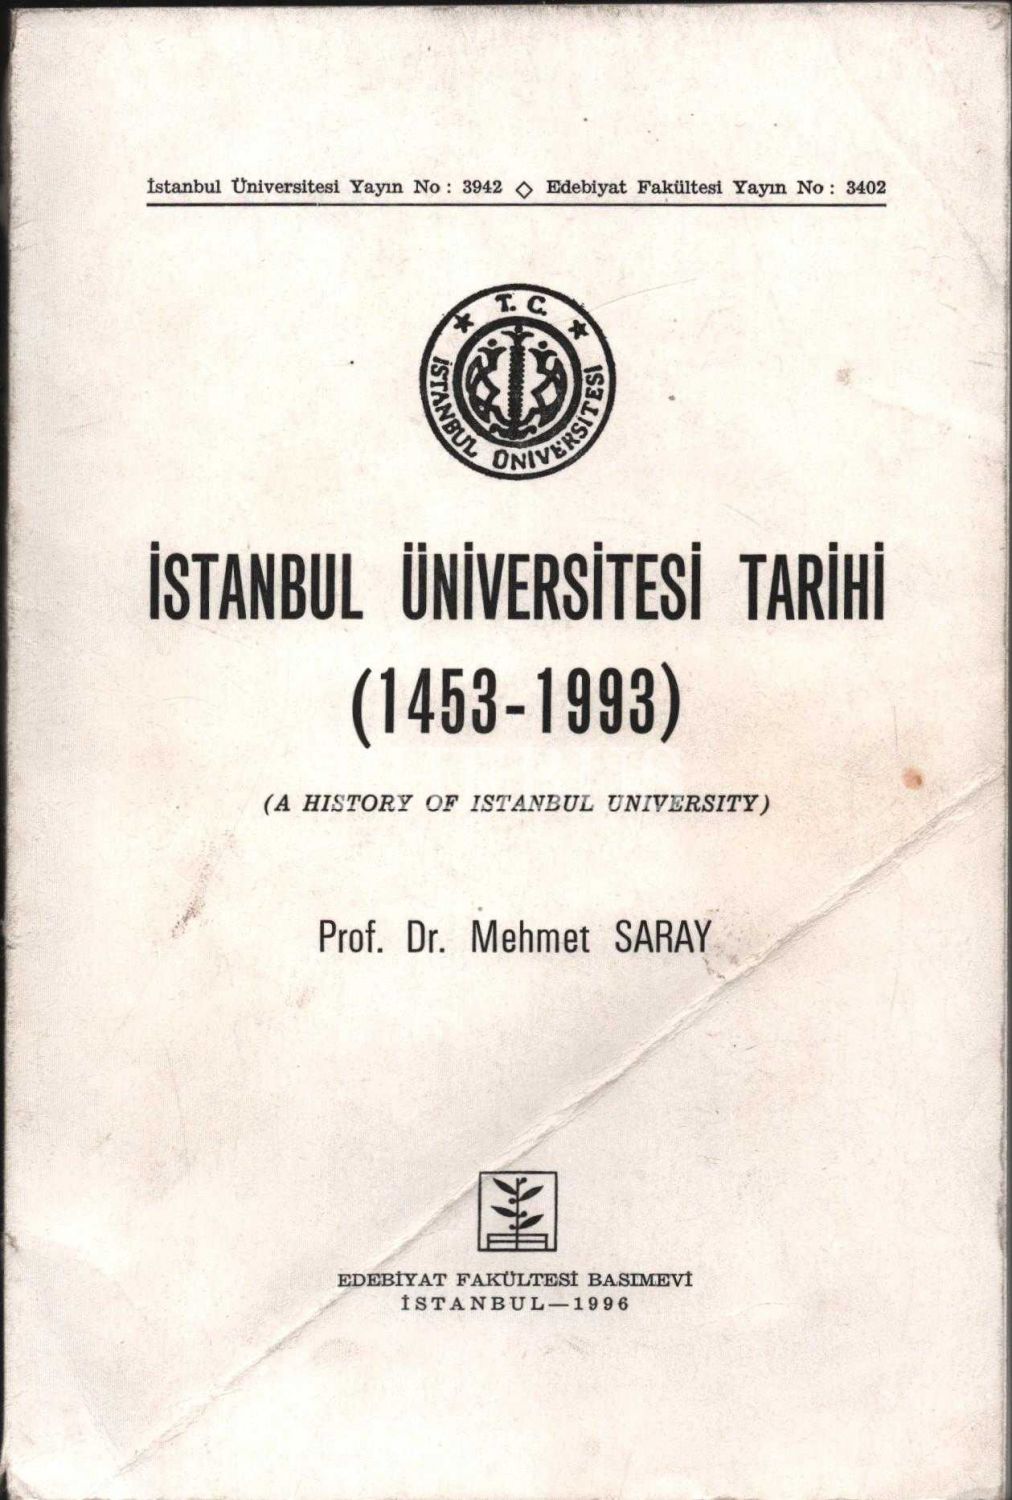 İstanbul Üniversitesi Yayın No : 3942 ◇ Edebiyat Fakültesi Yayın No : 3402
T. C.
İSTANBUL ÜNİVERSİTESİ
İSTANBUL ÜNİVERSİTESİ TARİHİ
(1453-1993)
(A HISTORY OF ISTANBUL UNIVERSITY)
Prof. Dr. Mehmet SARAY
EDEBİYAT FAKÜLTESİ BASIMEVİ
İSTANBUL—1996